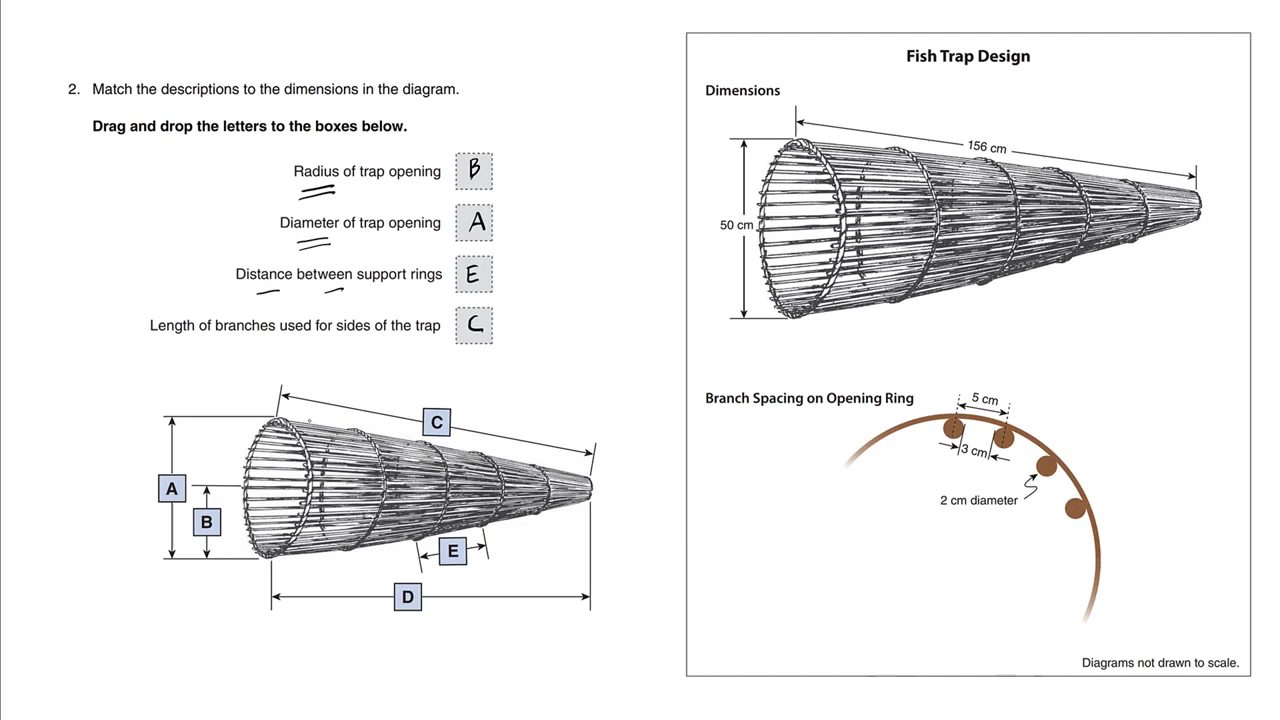 2. Match the descriptions to the dimensions in the diagram.
Drag and drop the letters to the boxes below.
Radius of trap opening B
Diameter of trap opening A
Distance between support rings E
Length of branches used for sides of the trap C
C
A
B
E
D
Fish Trap Design
Dimensions
156 cm
50 cm
Branch Spacing on Opening Ring
5 cm
3 cm
2 cm diameter
Diagrams not drawn to scale.